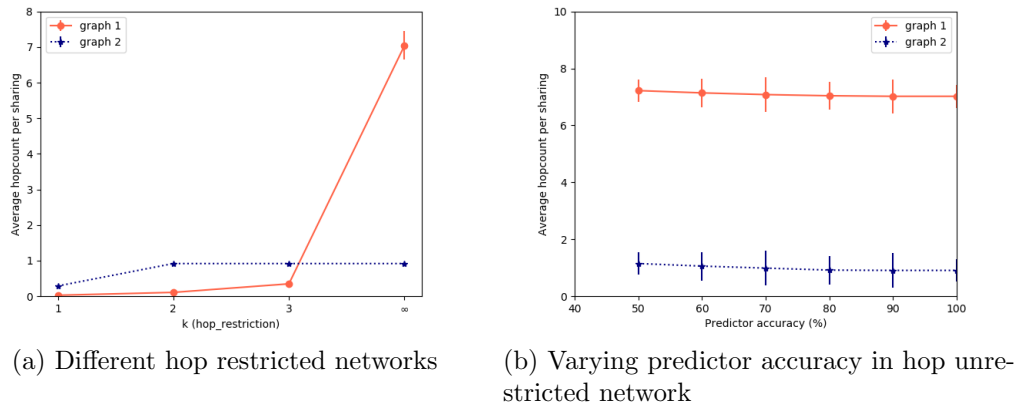 8
7
6
5
4
3
2
1
0
Average hopcount per sharing
graph 1
graph 2
1
2
3
∞
k (hop_restriction)
(a) Different hop restricted networks
10
8
6
4
2
0
Average hopcount per sharing
graph 1
graph 2
40
50
60
70
80
90
100
Predictor accuracy (%)
(b) Varying predictor accuracy in hop unre-
stricted network